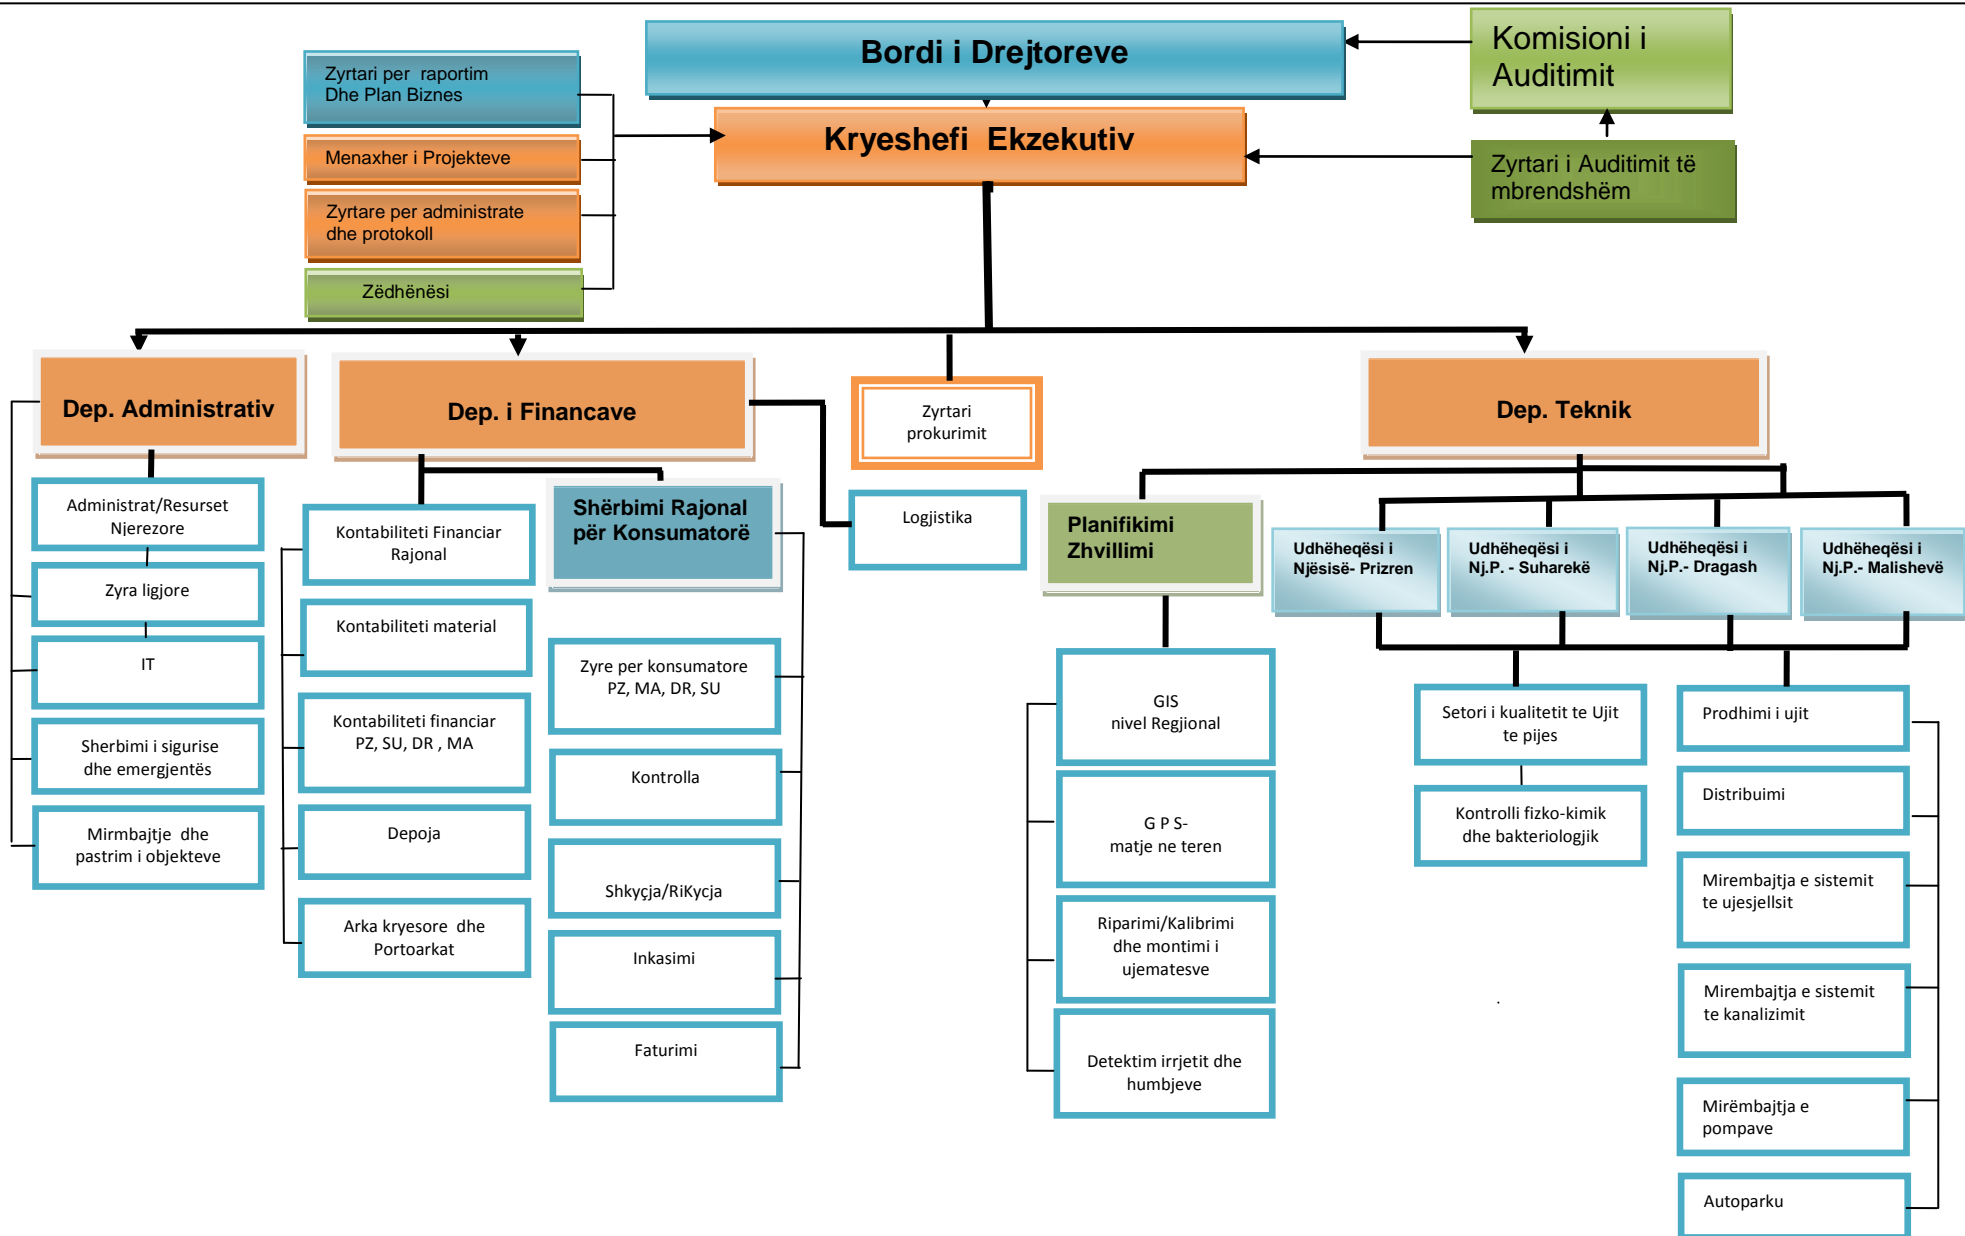 Bordi i Drejtoreve
Komisioni i
Auditimit
Zyrtari per raportim
Dhe Plan Biznes
Kryeshefi Ekzekutiv
Menaxher i Projekteve
Zyrtari i Auditimit të
mbrendshëm
Zyrtare per administrate
dhe protokoll
Zëdhënësi
Dep. Administrativ
Dep. i Financave
Zyrtari
prokurimit
Dep. Teknik
Administrat/Resurset
Njerezore
Zyra ligjore
IT
Sherbimi i sigurise
dhe emergjentës
Mirmbajtje dhe
pastrim i objekteve
Kontabiliteti Financiar
Rajonal
Kontabiliteti material
Kontabiliteti financiar
PZ, SU, DR , MA
Depoja
Arka kryesore dhe
Portoarkat
Shërbimi Rajonal
për Konsumatorë
Zyre per konsumatore
PZ, MA, DR, SU
Kontrolla
Shkyçja/RiKycja
Inkasimi
Faturimi
Logjistika
Planifikimi
Zhvillimi
GIS
nivel Regjional
G P S-
matje ne teren
Riparimi/Kalibrimi
dhe montimi i
ujematesve
Detektim irrjetit dhe
humbjeve
Udhëheqësi i
Njësisë- Prizren
Udhëheqësi i
Nj.P. - Suharekë
Udhëheqësi i
Nj.P.- Dragash
Udhëheqësi i
Nj.P.- Malishevë
Setori i kualitetit te Ujit
te pijes
Kontrolli fizko-kimik
dhe bakteriologjik
Prodhimi i ujit
Distribuimi
Mirembajtja e sistemit
te ujesjellsit
Mirembajtja e sistemit
te kanalizimit
Mirëmbajtja e
pompave
Autoparku